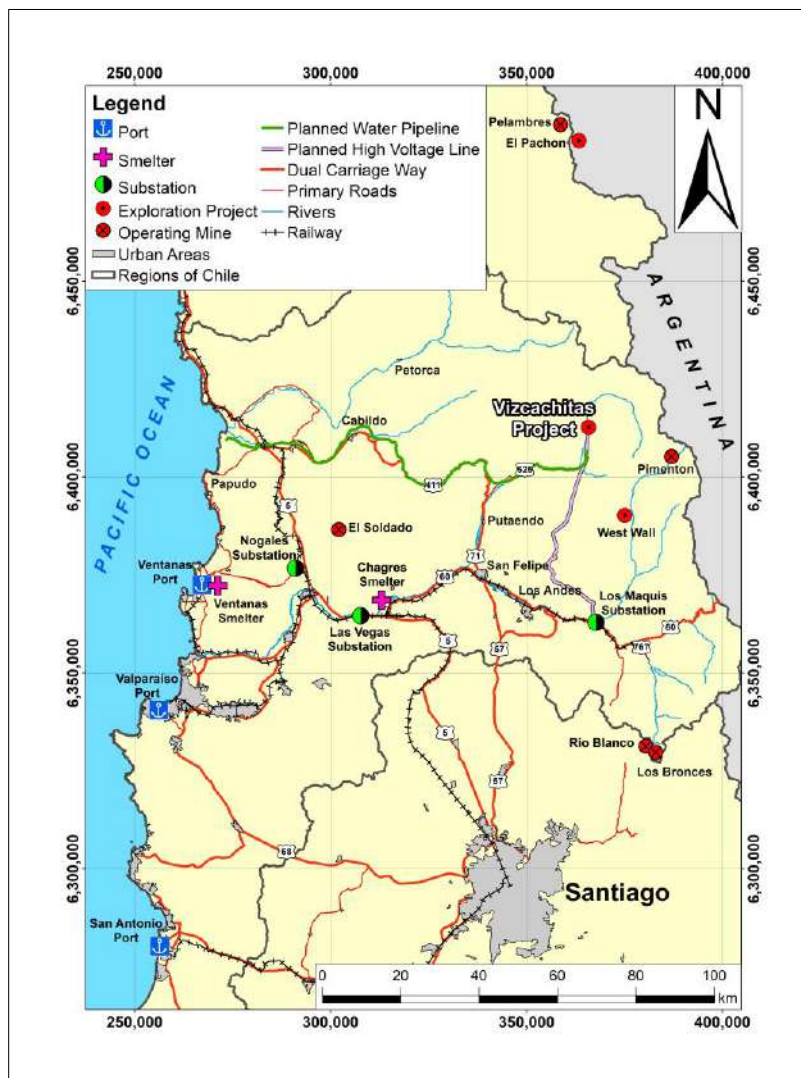 250,000 300,000 350,000 400,000
Legend
Port
Smelter
Substation
Exploration Project
Operating Mine
Urban Areas
Regions of Chile
Planned Water Pipeline
Planned High Voltage Line
Dual Carriage Way
Primary Roads
Rivers
Railway
N
Pelambres
El Pachon
6,450,000
6,450,000
ARGENTINA
PACIFIC OCEAN
Petorca
Cabildo
Vizcachitas
Project
Pimenton
6,400,000
6,400,000
Papudo
411
626
5
El Soldado
Putaendo
West Wall
Nogales
Substation
71
San Felipe
Ventanas
Port
Chagres
Smelter
60
Los Andes
Los Maquis
Substation
Ventanas
Smelter
Las Vegas
Substation
60
5
57
767
6,350,000
6,350,000
Valparaiso
Port
5
Rio Blanco
Los Bronces
57
68
6,300,000
6,300,000
Santiago
San Antonio
Port
0 20 40 60 80 100
km
250,000 300,000 350,000 400,000